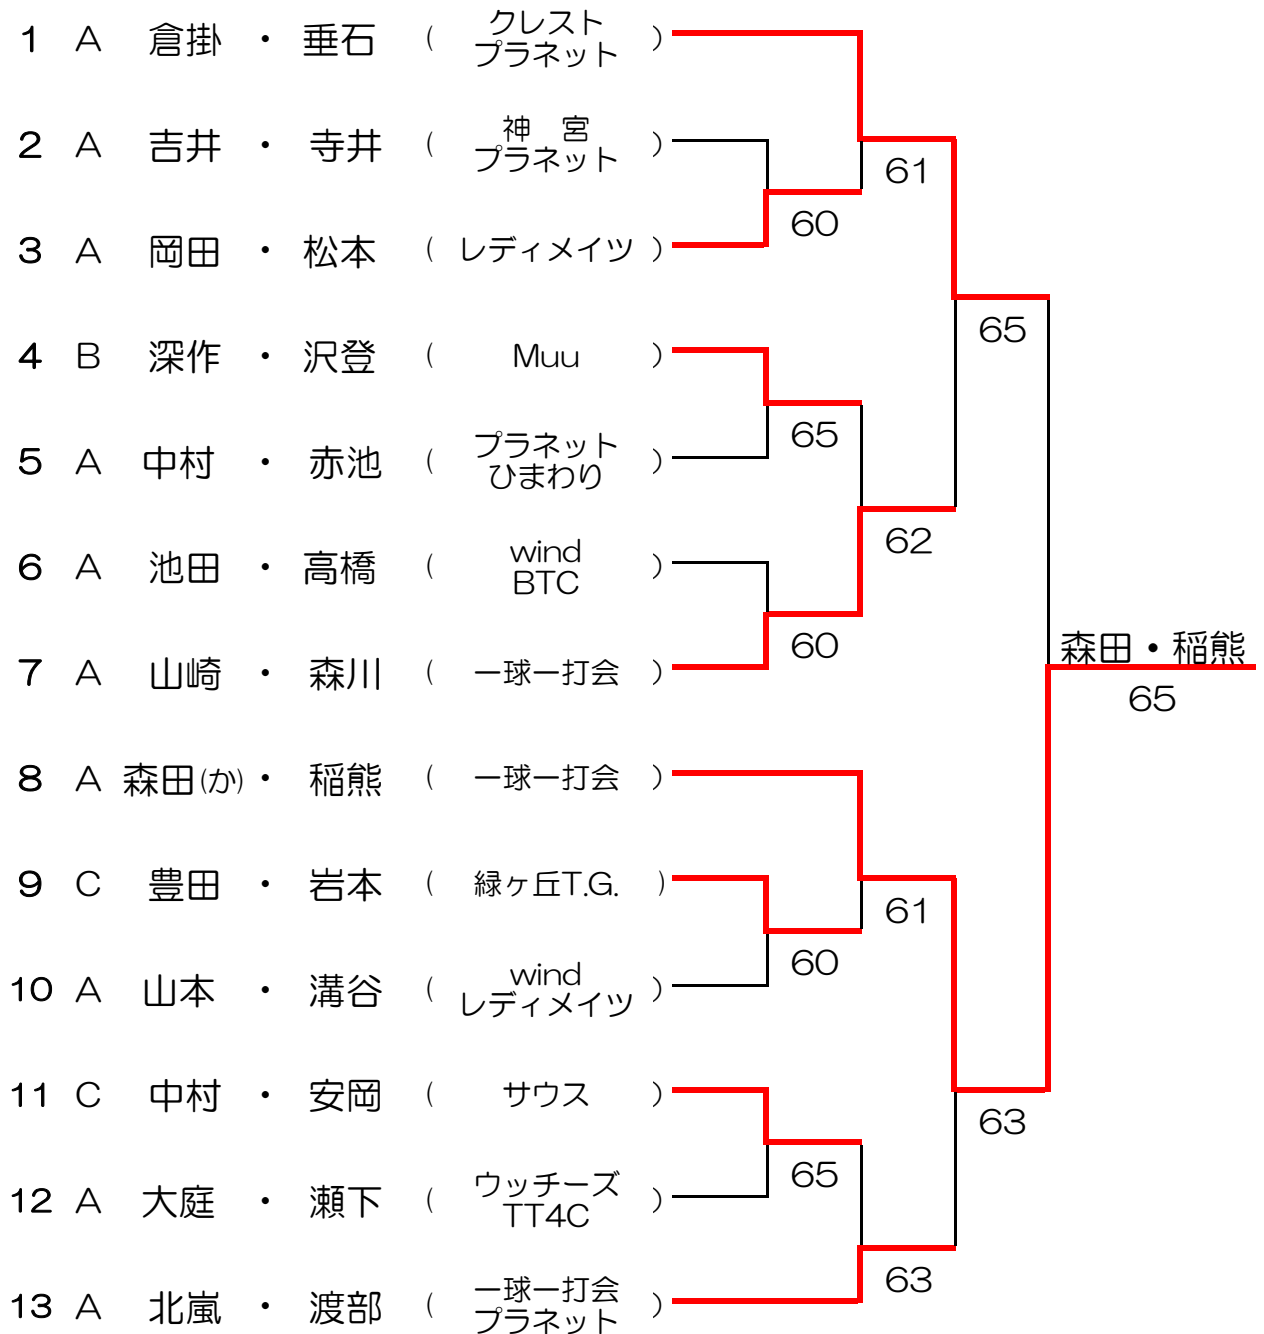 クレスト
1 A 倉掛 ・ 垂石 ( プラネット )
神 宮
2 A 吉井 ・ 寺井 ( プラネット )
61
60
3 A 岡田 ・ 松本 ( レディメイツ )
65
4 B 深作 ・ 沢登 ( Muu )
65
プラネット
5 A 中村 ・ 赤池 ( ひまわり )
62
wind
6 A 池田 ・ 高橋 ( BTC )
60
森田・稲熊
7 A 山崎 ・ 森川 ( 一球一打会 )
65
8 A 森田(か)・ 稲熊 ( 一球一打会 )
9 C 豊田 ・ 岩本 ( 緑ヶ丘T.G. )
61
60
wind
10 A 山本 ・ 溝谷 ( レディメイツ )
11 C 中村 ・ 安岡 ( サウス )
63
65
ウッチーズ
12 A 大庭 ・ 瀬下 ( TT4C )
63
一球一打会
13 A 北嵐 ・ 渡部 ( プラネット )